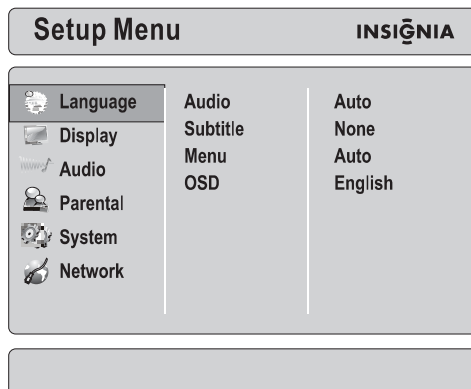 Setup Menu INSIGNIA
Language Audio Auto
Display Subtitle None
Audio Menu Auto
Parental OSD English
System
Network